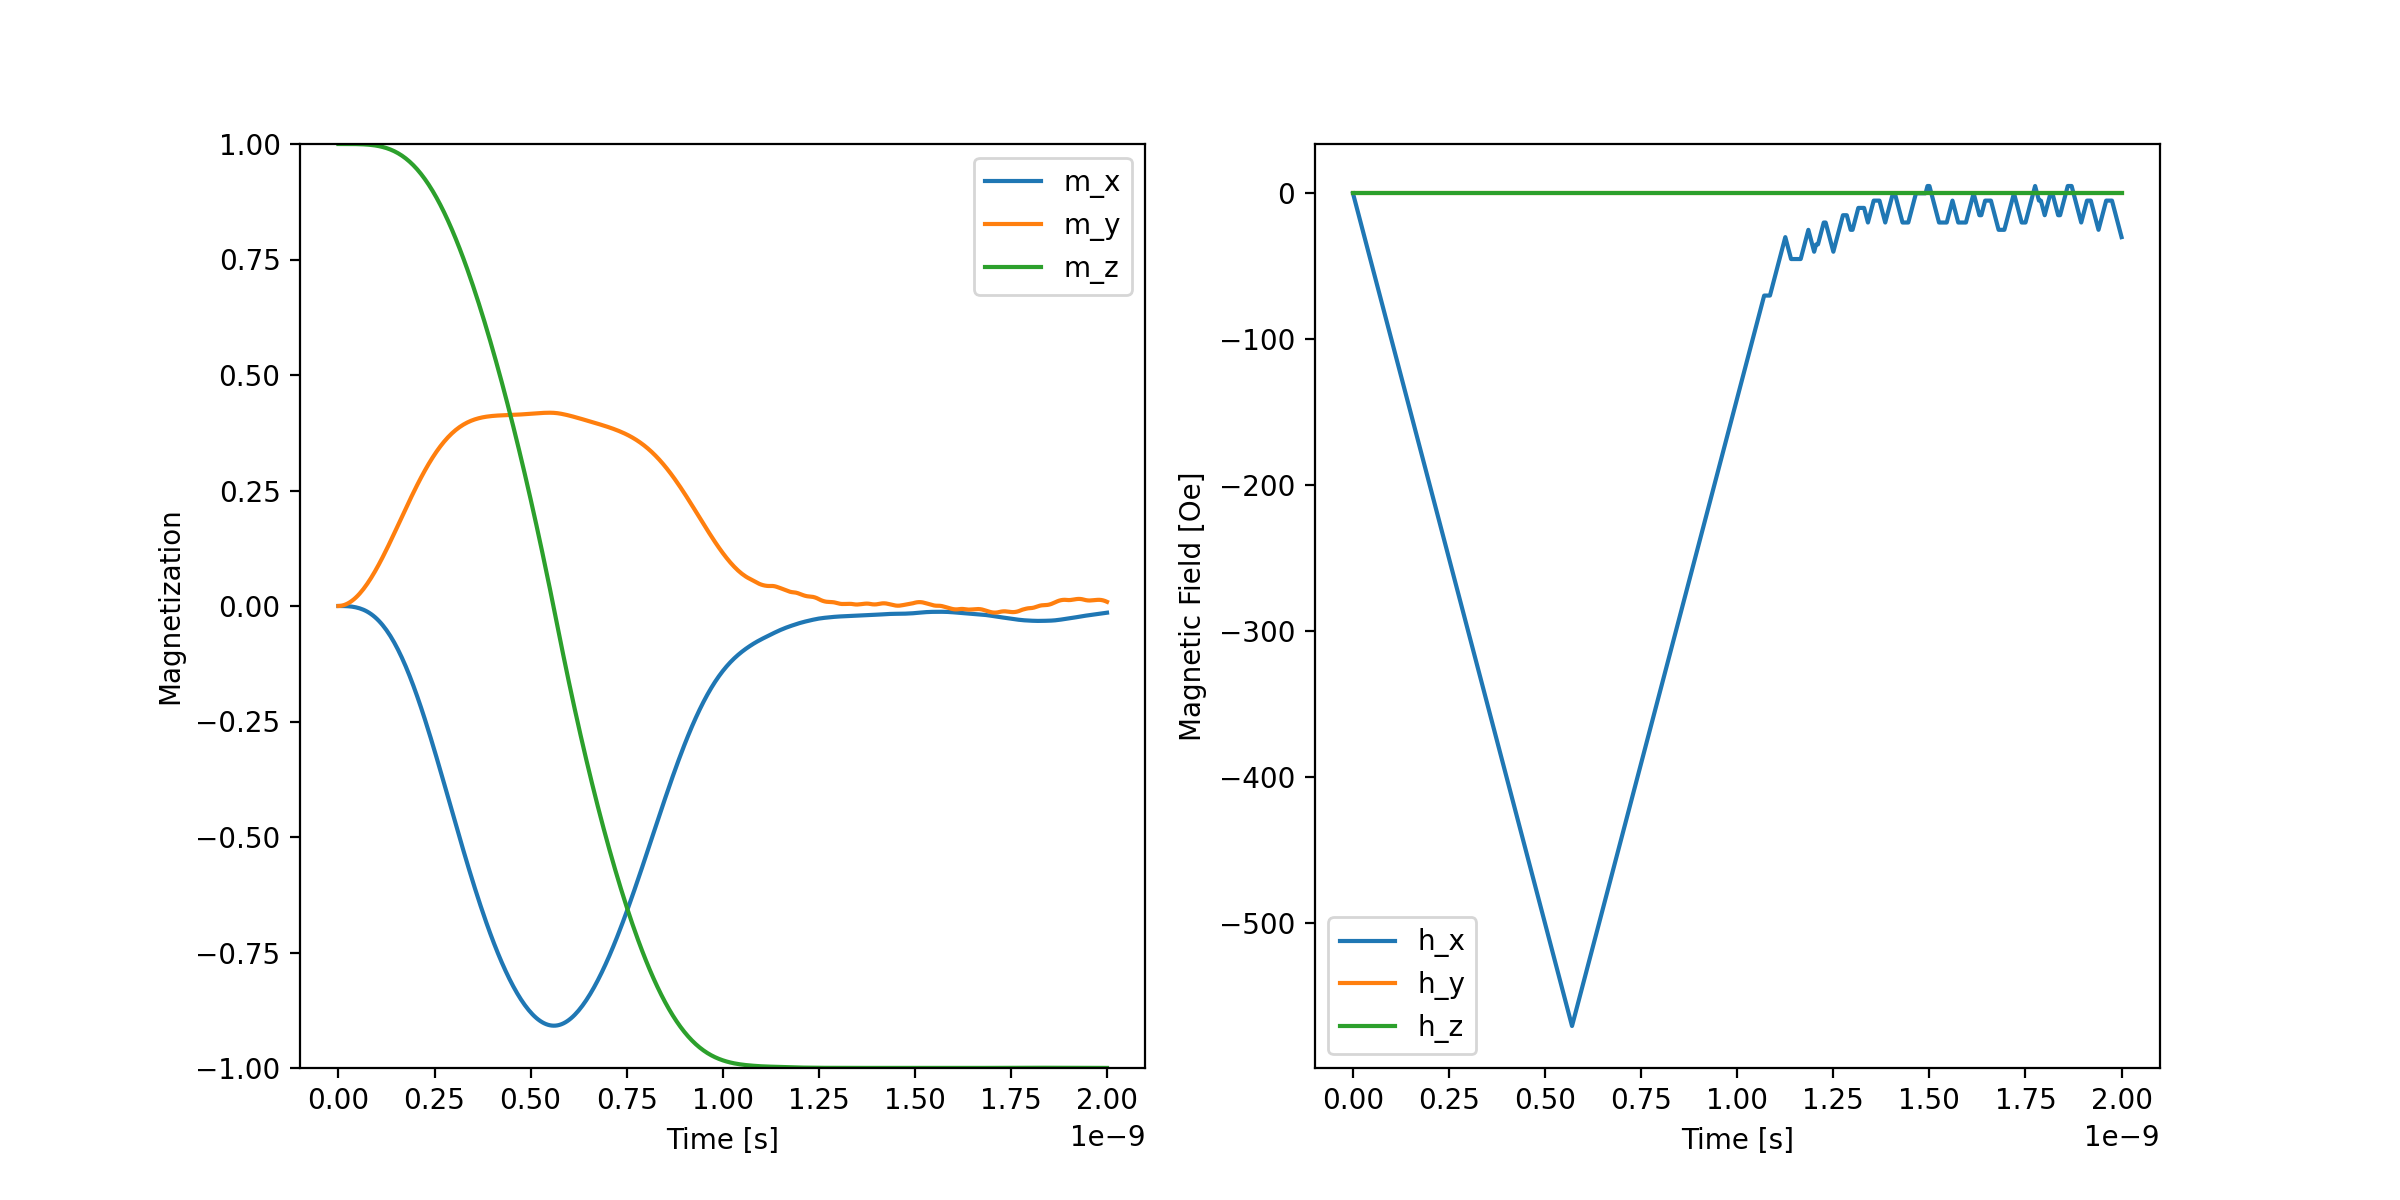 Magnetization
1.00
0.75
0.50
0.25
0.00
−0.25
−0.50
−0.75
−1.00
m_x
m_y
m_z
0.00 0.25 0.50 0.75 1.00 1.25 1.50 1.75 2.00
Time [s]
1e−9
Magnetic Field [Oe]
0
−100
−200
−300
−400
−500
h_x
h_y
h_z
0.00 0.25 0.50 0.75 1.00 1.25 1.50 1.75 2.00
Time [s]
1e−9